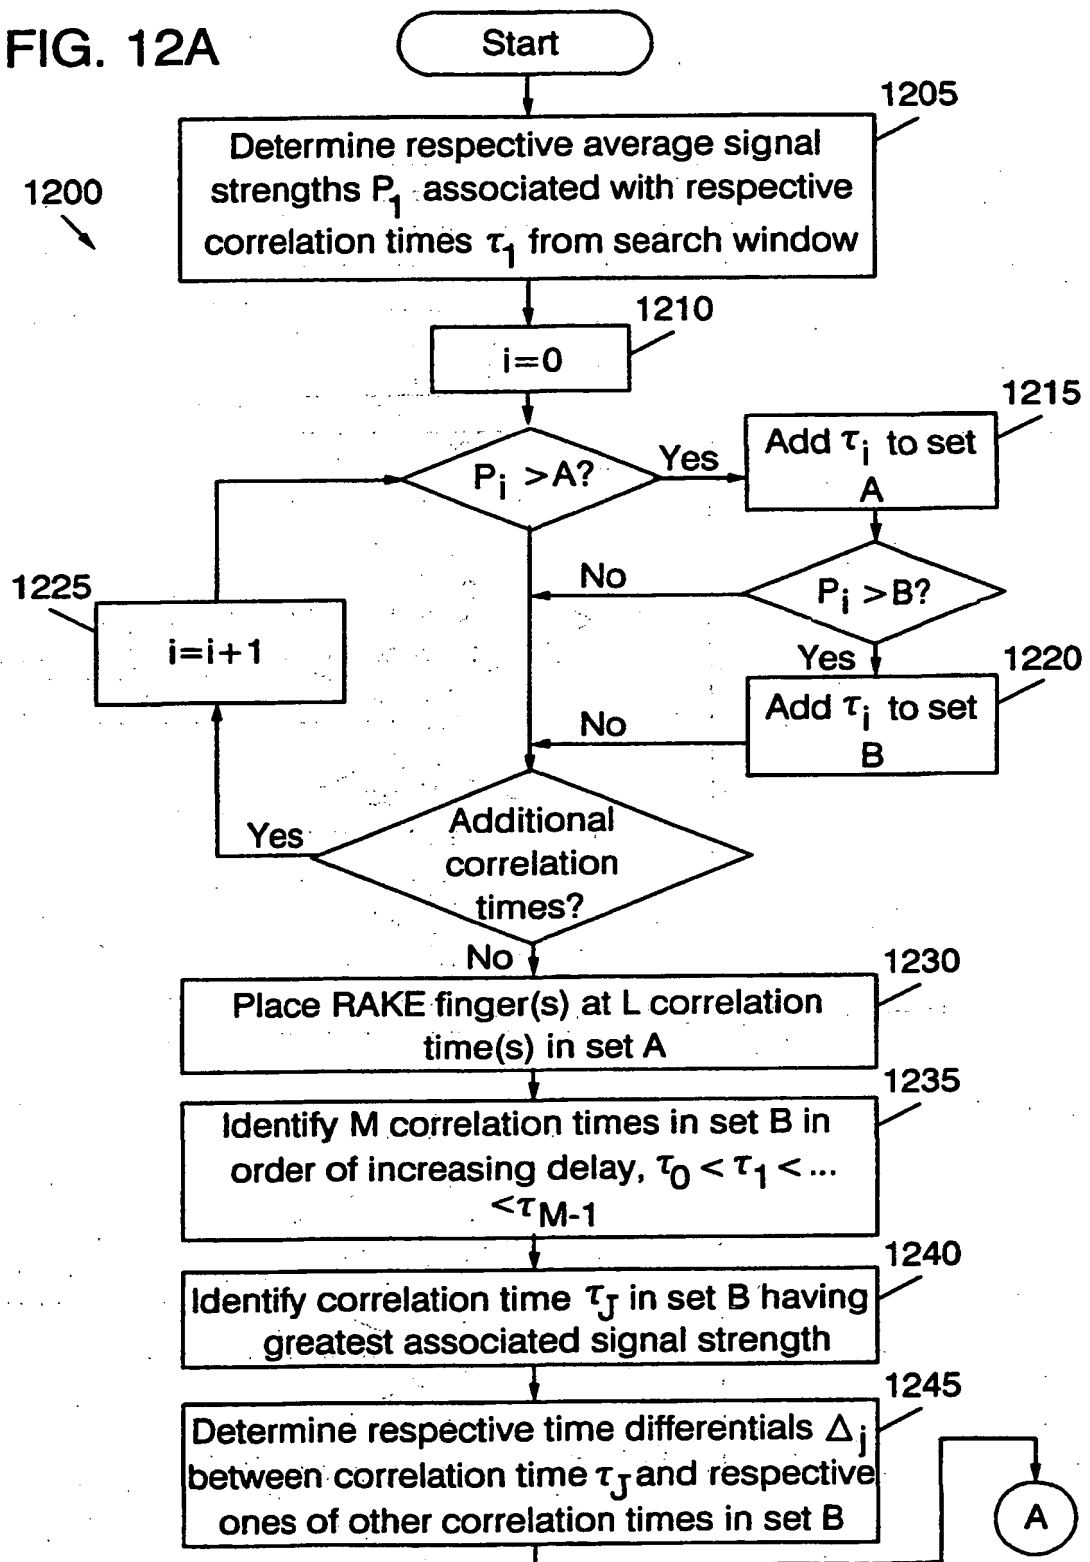 FIG. 12A
Start
1205
Determine respective average signal
strengths P1 associated with respective
correlation times τ1 from search window
1200
1210
i=0
1215
Pi >A?
Yes
Add τi to set
A
1225
No
Pi >B?
i=i+1
Yes
1220
Add τi to set
B
No
Additional
correlation
times?
Yes
No
1230
Place RAKE finger(s) at L correlation
time(s) in set A
1235
Identify M correlation times in set B in
order of increasing delay, τ0 < τ1 < ...
<τM-1
1240
Identify correlation time τJ in set B having
greatest associated signal strength
1245
Determine respective time differentials Δj
between correlation time τJ and respective
ones of other correlation times in set B
A